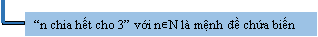 “n chia hết cho 3” với n∈N là mệnh đề chứa biến